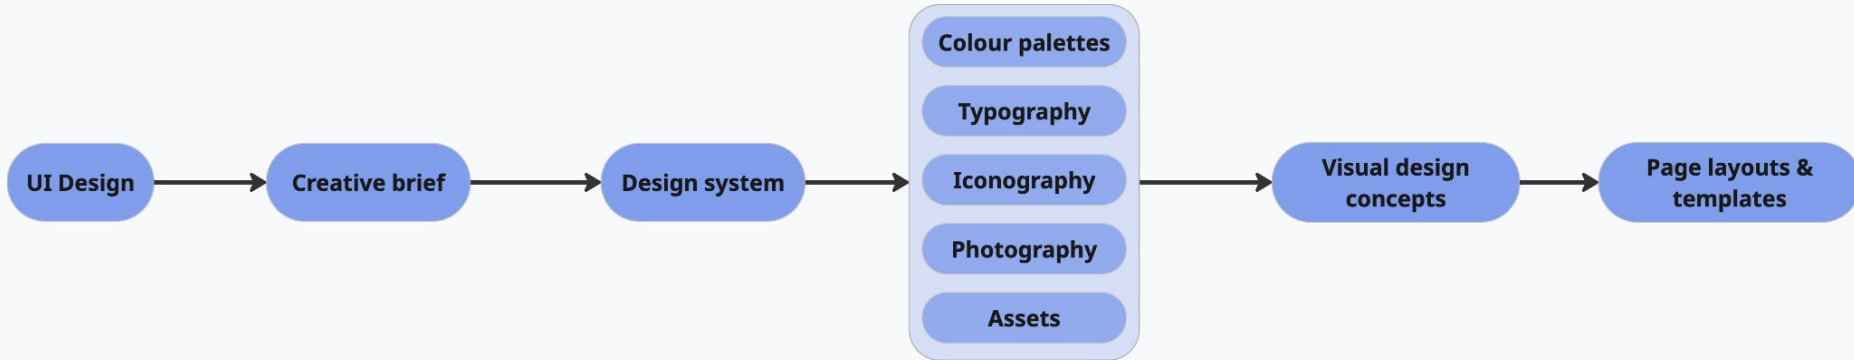 UI Design
Creative brief
Design system
Colour palettes
Typography
Iconography
Photography
Assets
Visual design
concepts
Page layouts &
templates